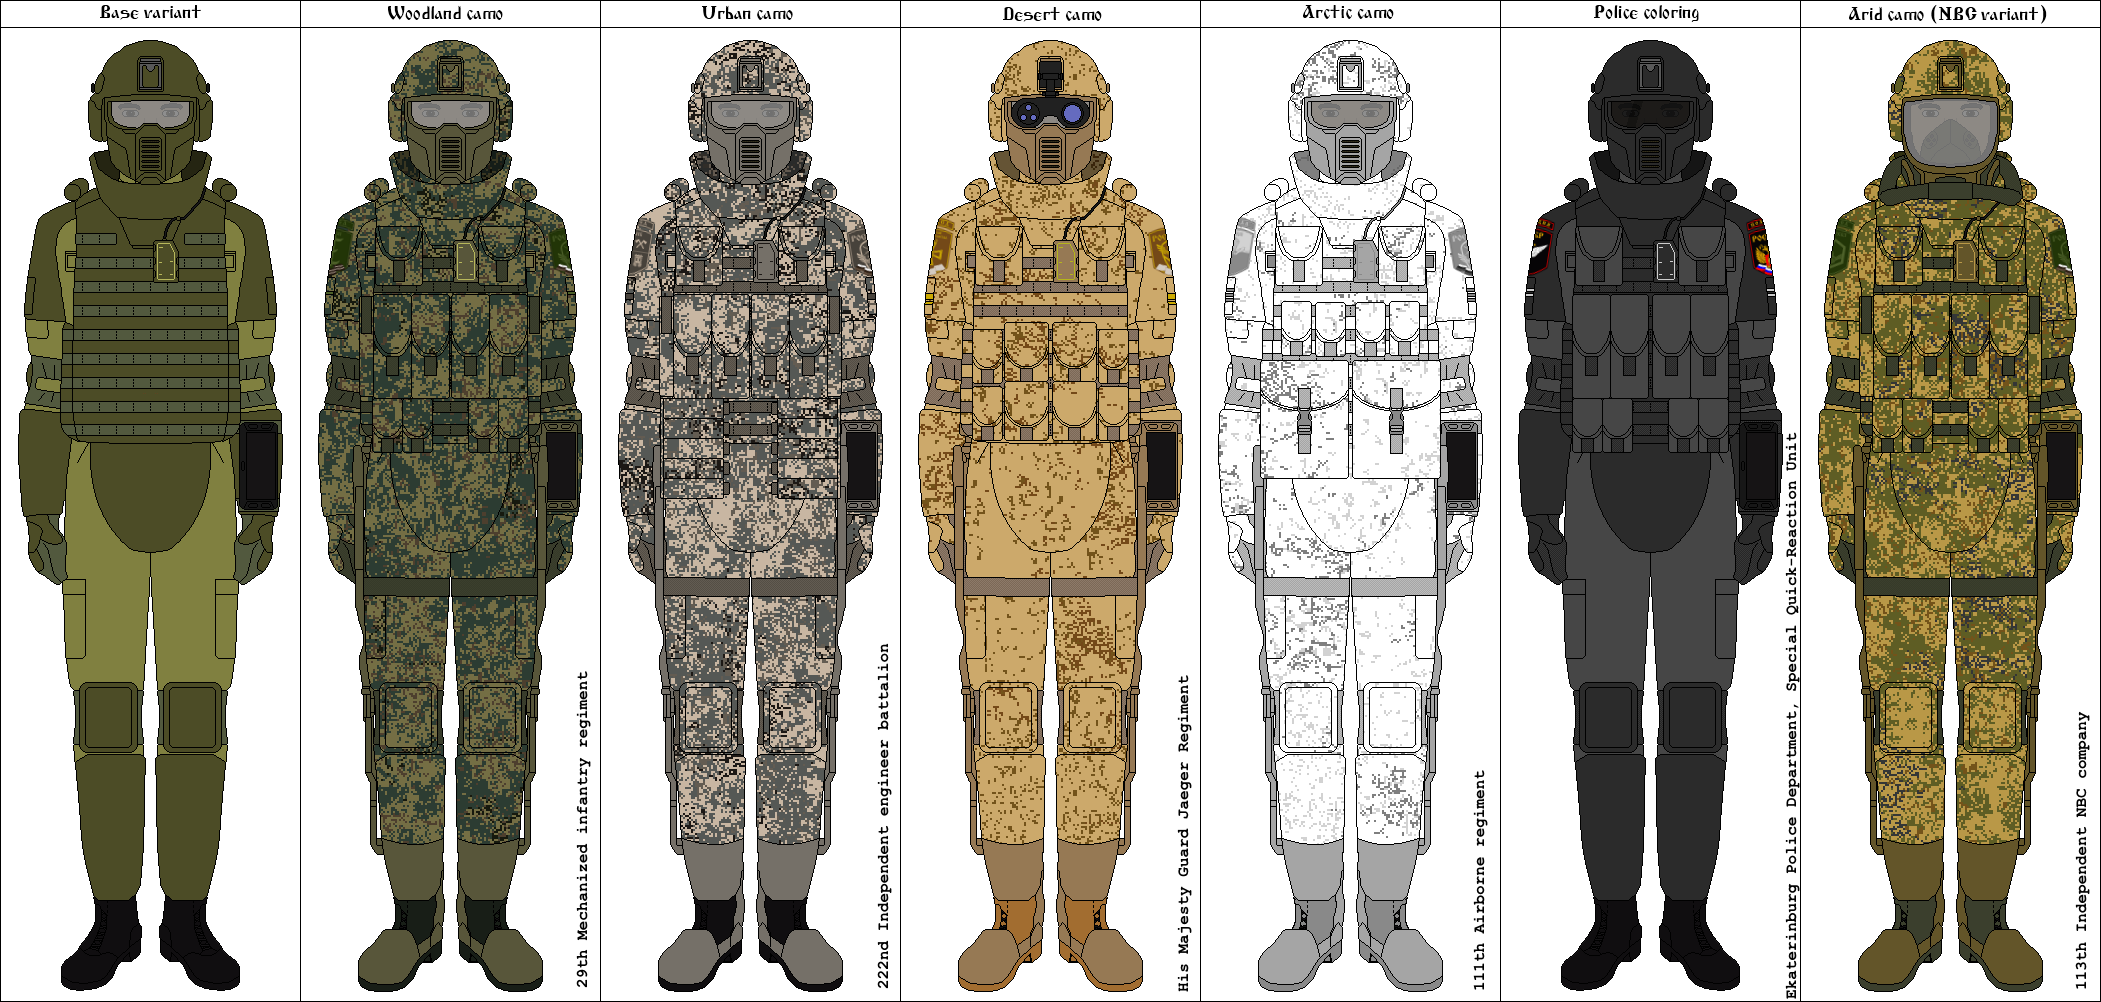 Base variant
Woodland camo
Urban camo
Desert camo
Arctic camo
Police coloring
Arid camo (NBC variant)
29th Mechanized infantry regiment
222nd Independent engineer battalion
His Majesty Guard Jaeger Regiment
111th Airborne regiment
Ekaterinburg Police Department, Special Quick-Reaction Unit
113th Independent NBC company